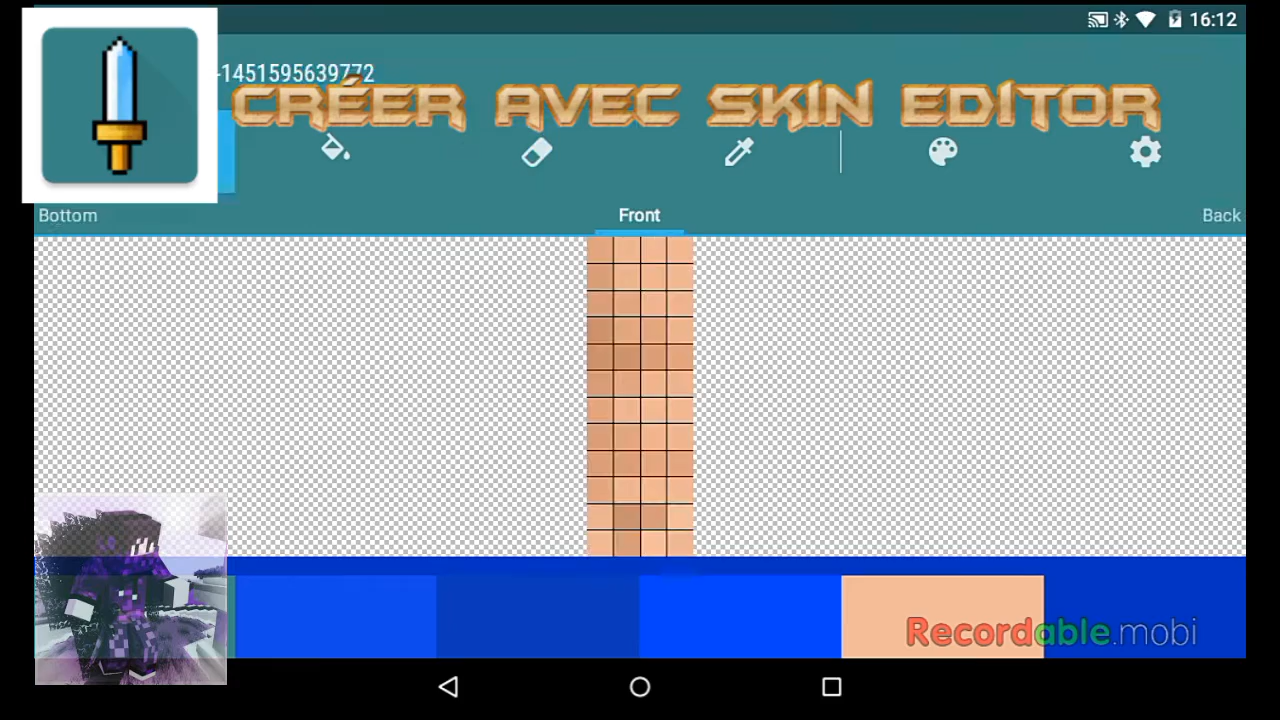 16:12
-1451595639772
CRÉER AVEC SKIN EDITOR
Bottom Front Back
Recordable.mobi